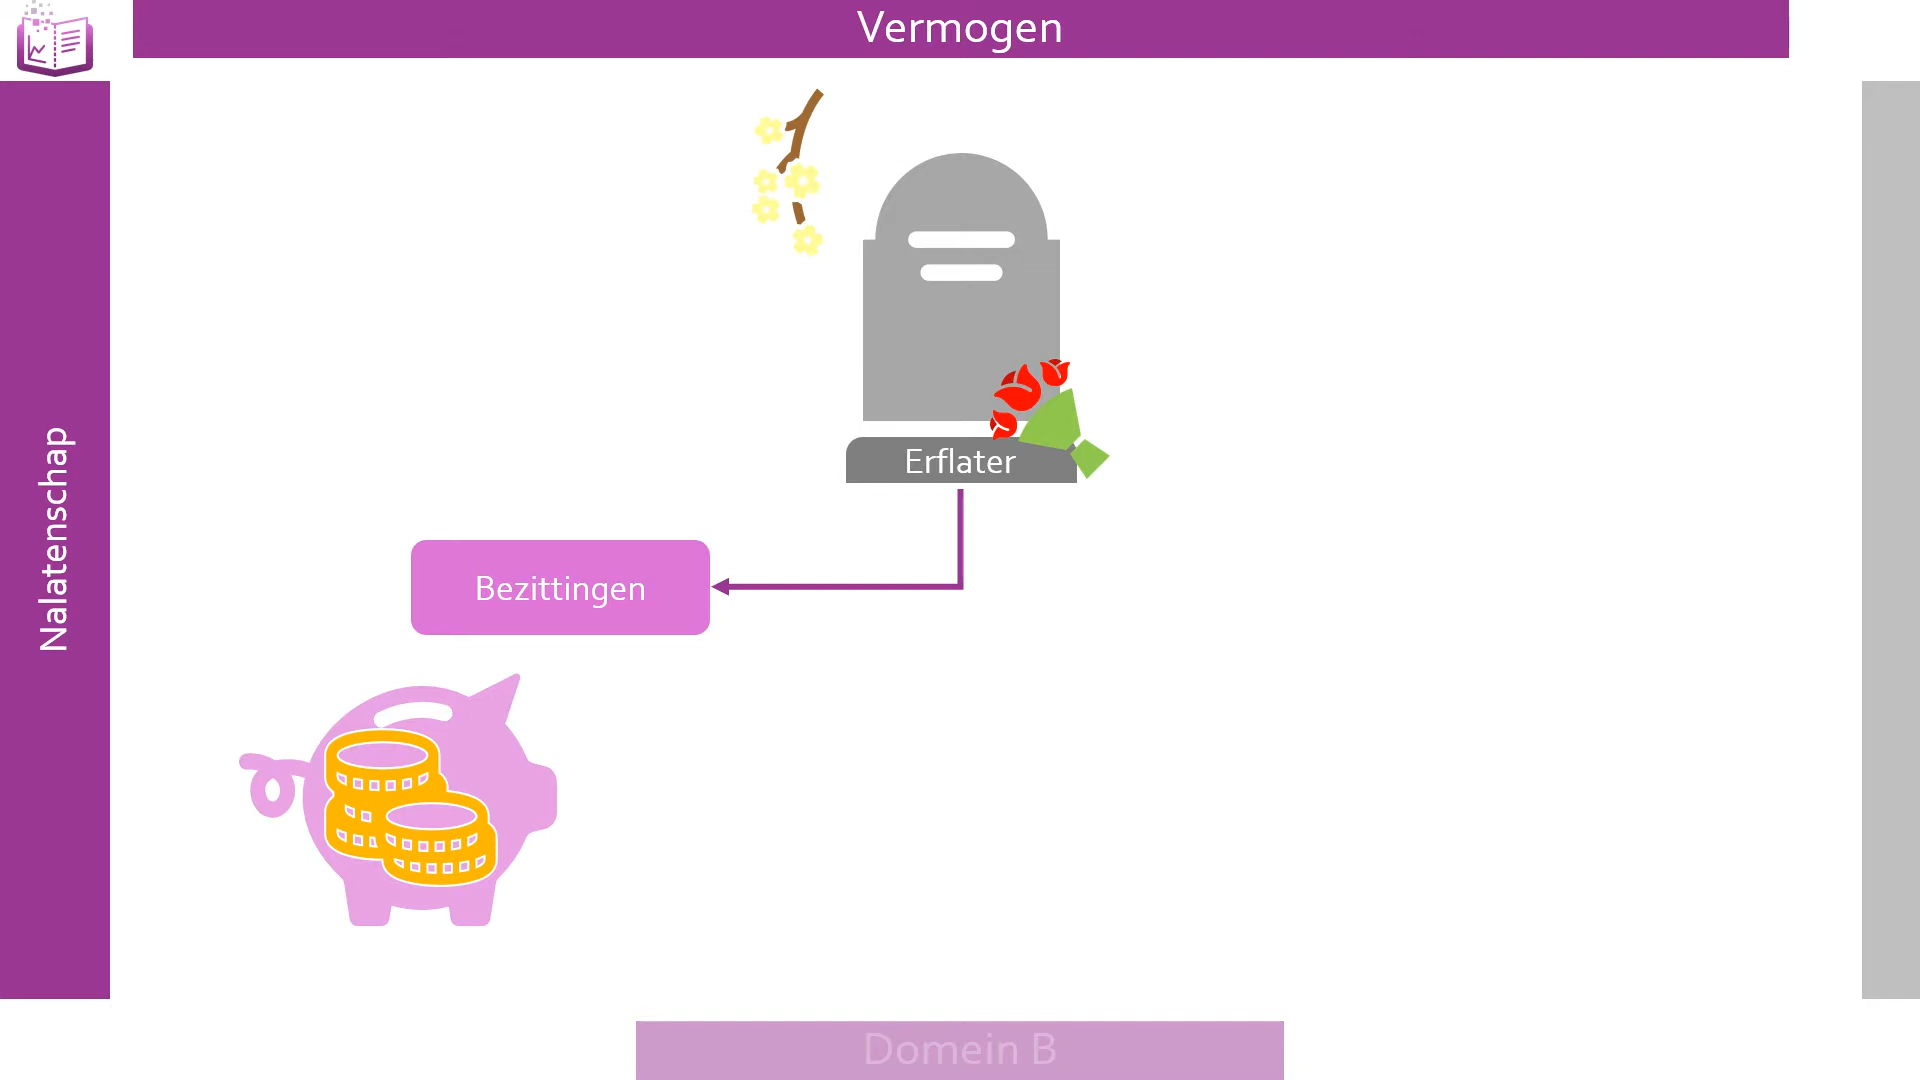 Vermogen
Nalatenschap
Erflater
Bezittingen
Domein B